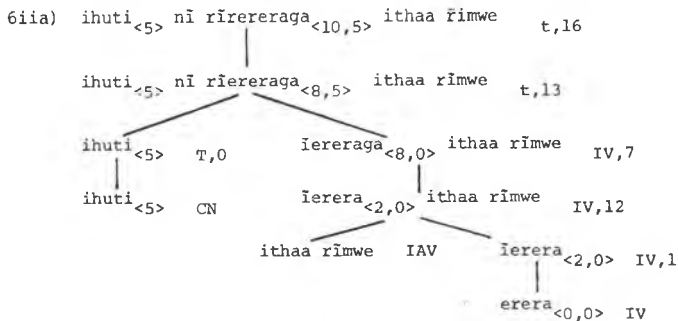 6iia) ihuti<5> nĩ rĩrereraga<10,5> ithaa r̃imwe t,16
ihuti<5> nĩ rĩereraga<8,5> ithaa rĩmwe t,13
ihuti<5> T,0 ĩereraga<8,0> ithaa rĩmwe IV,7
ihuti<5> CN ĩerera<2,0> ithaa rĩmwe IV,12
ithaa rĩmwe IAV ĩerera<2,0> IV,1
erera<0,0> IV